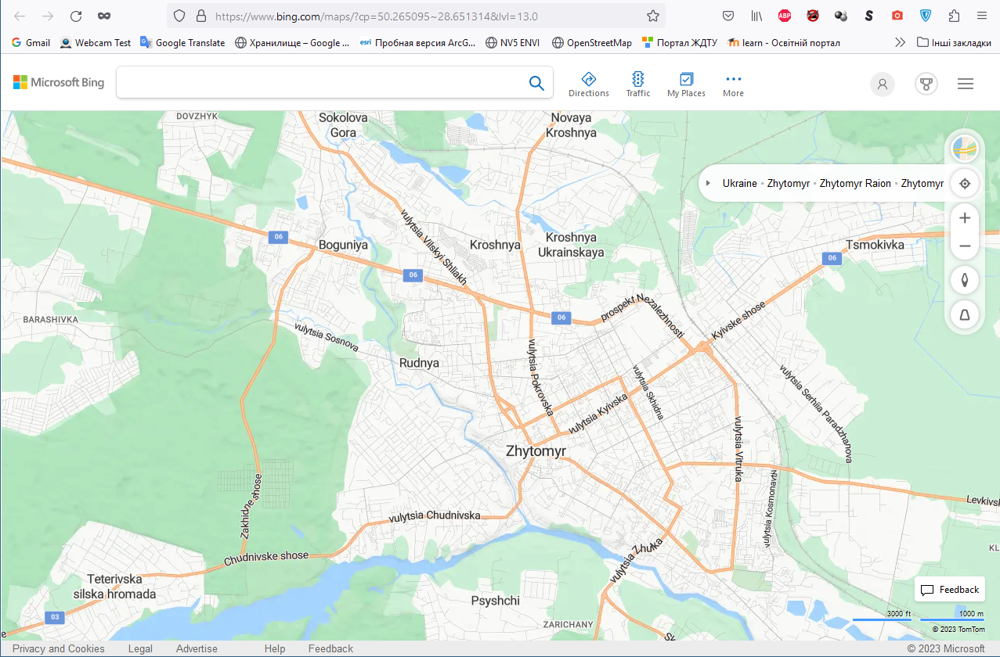 https://www.bing.com/maps/?cp=50.265095~28.651314&lvl=13.0
ABP
S
G Gmail
Webcam Test
Google Translate
Хранилище – Google ...
esri Пробная версия ArcG...
NV5 ENVI
OpenStreetMap
Портал ЖДТУ
learn - Освітній портал
Інші закладки
Microsoft Bing
Directions
Traffic
My Places
More
DOVZHYK
Sokolova
Gora
Novaya
Kroshnya
Ukraine • Zhytomyr • Zhytomyr Raion • Zhytomyr
06
Boguniya
vulytsia Vilskyi Shliakh
Kroshnya
Kroshnya
Ukrainskaya
Tsmokivka
06
06
06
prospekt Nezalezhnosti
Kyivske shose
BARASHIVKA
vulytsia Sosnova
Rudnya
vulytsia Pokrovska
vulytsia Skhidna
vulytsia Kyivska
vulytsia Serhiia Paradzhanova
vulytsia Vitruka
Zhytomyr
Zakhidne shose
vulytsia Chudnivska
vulytsia Kosmonavtiv
Levkivsk
Chudnivske shose
vulytsia Zhuika
KL
Teterivska
silska hromada
Psyshchi
03
ZARICHANY
e
Sk
Feedback
3000 ft
1000 m
© 2023 TomTom
Privacy and Cookies
Legal
Advertise
Help
Feedback
© 2023 Microsoft